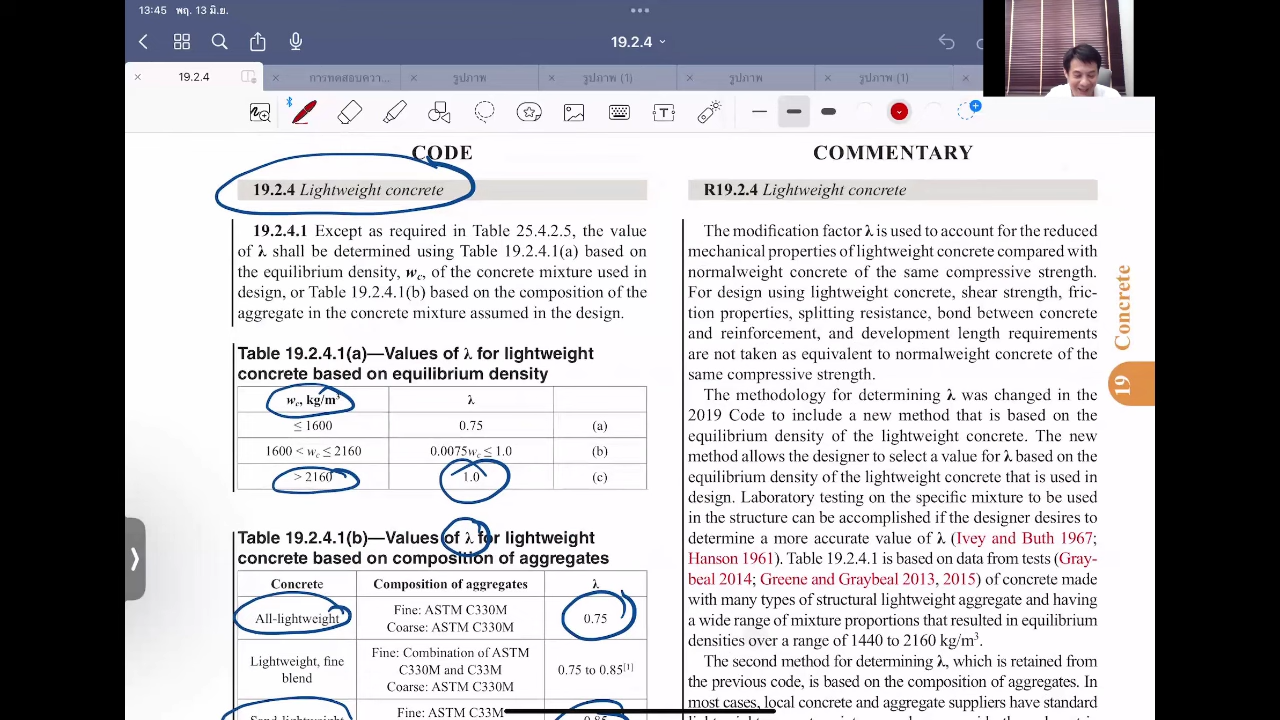 13:45 พฤ. 13 มิ.ย.
19.2.4
19.2.4
การทดสอบความ...
รูปภาพ
รูปภาพ (1)
รูปภาพ
รูปภาพ (1)
CODE
19.2.4 Lightweight concrete
19.2.4.1 Except as required in Table 25.4.2.5, the value
of λ shall be determined using Table 19.2.4.1(a) based on
the equilibrium density, wc, of the concrete mixture used in
design, or Table 19.2.4.1(b) based on the composition of the
aggregate in the concrete mixture assumed in the design.
Table 19.2.4.1(a)—Values of λ for lightweight
concrete based on equilibrium density
wc, kg/m³ λ
≤ 1600 0.75 (a)
1600 < wc ≤ 2160 0.0075wc ≤ 1.0 (b)
> 2160 1.0 (c)
Table 19.2.4.1(b)—Values of λ for lightweight
concrete based on composition of aggregates
Concrete Composition of aggregates λ
All-lightweight Fine: ASTM C330M
Coarse: ASTM C330M 0.75
Lightweight, fine
blend Fine: Combination of ASTM
C330M and C33M
Coarse: ASTM C330M 0.75 to 0.85[1]
Sand-lightweight Fine: ASTM C33M 0.85
COMMENTARY
R19.2.4 Lightweight concrete
The modification factor λ is used to account for the reduced
mechanical properties of lightweight concrete compared with
normalweight concrete of the same compressive strength.
For design using lightweight concrete, shear strength, fric-
tion properties, splitting resistance, bond between concrete
and reinforcement, and development length requirements
are not taken as equivalent to normalweight concrete of the
same compressive strength.
The methodology for determining λ was changed in the
2019 Code to include a new method that is based on the
equilibrium density of the lightweight concrete. The new
method allows the designer to select a value for λ based on the
equilibrium density of the lightweight concrete that is used in
design. Laboratory testing on the specific mixture to be used
in the structure can be accomplished if the designer desires to
determine a more accurate value of λ (Ivey and Buth 1967;
Hanson 1961). Table 19.2.4.1 is based on data from tests (Gray-
beal 2014; Greene and Graybeal 2013, 2015) of concrete made
with many types of structural lightweight aggregate and having
a wide range of mixture proportions that resulted in equilibrium
densities over a range of 1440 to 2160 kg/m³.
The second method for determining λ, which is retained from
the previous code, is based on the composition of aggregates. In
most cases, local concrete and aggregate suppliers have standard
19 Concrete